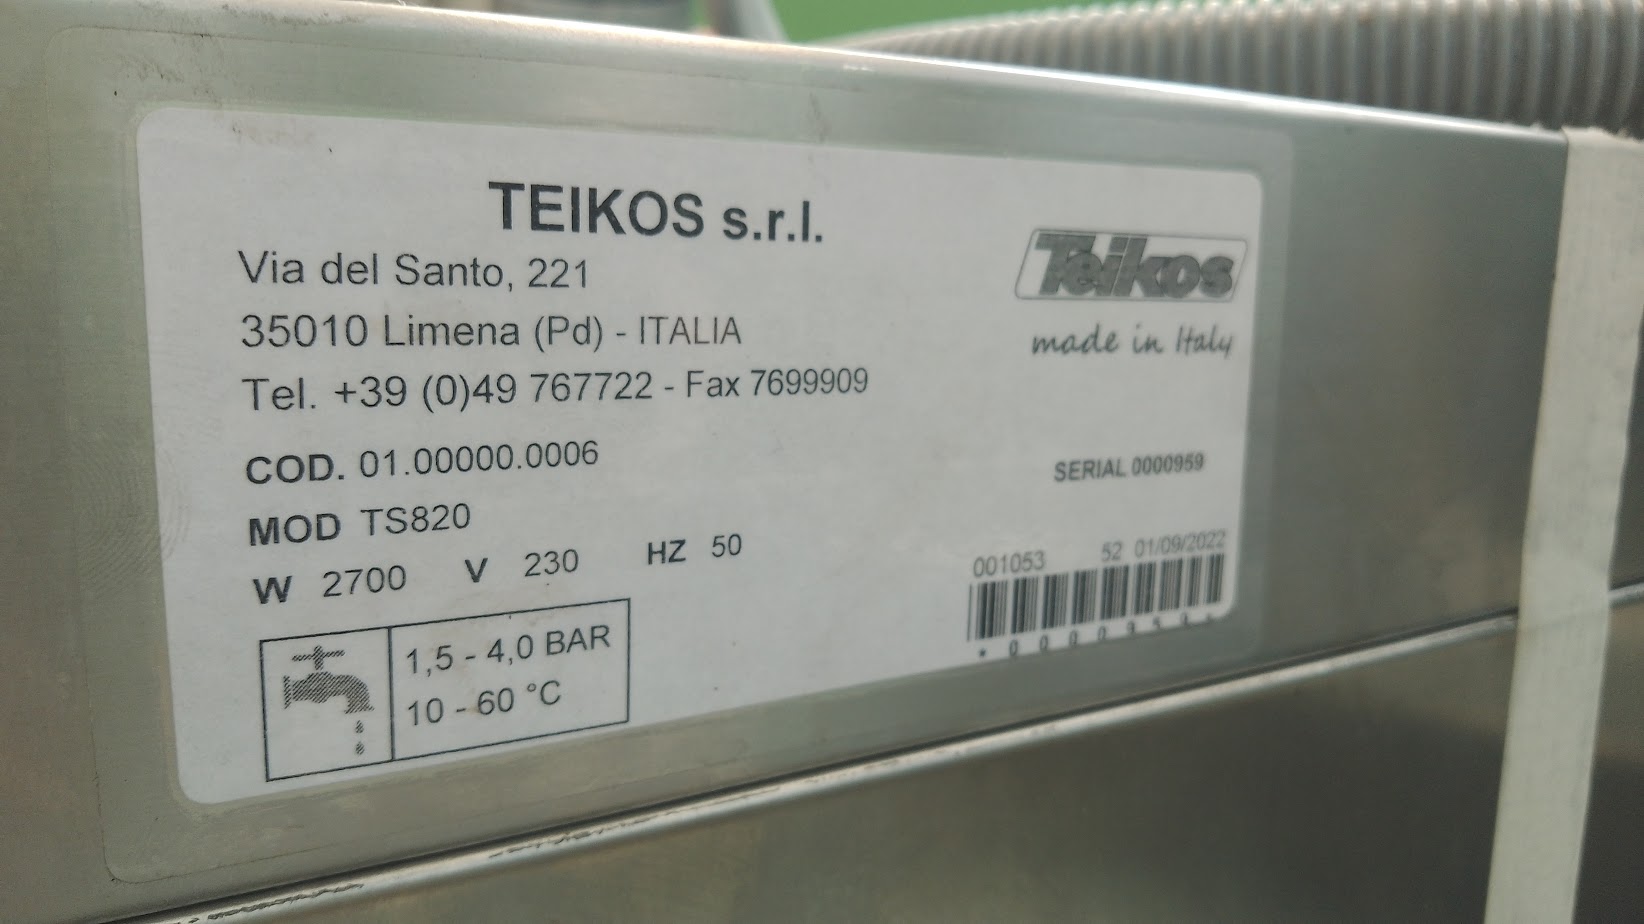 TEIKOS s.r.l.
Via del Santo, 221
35010 Limena (Pd) - ITALIA
Tel. +39 (0)49 767722 - Fax 7699909
Teikos
made in Italy
COD. 01.00000.0006
SERIAL 0000959
MOD TS820
W 2700 V 230 HZ 50
001053 52 01/09/2022
1,5 - 4,0 BAR
10 - 60 °C